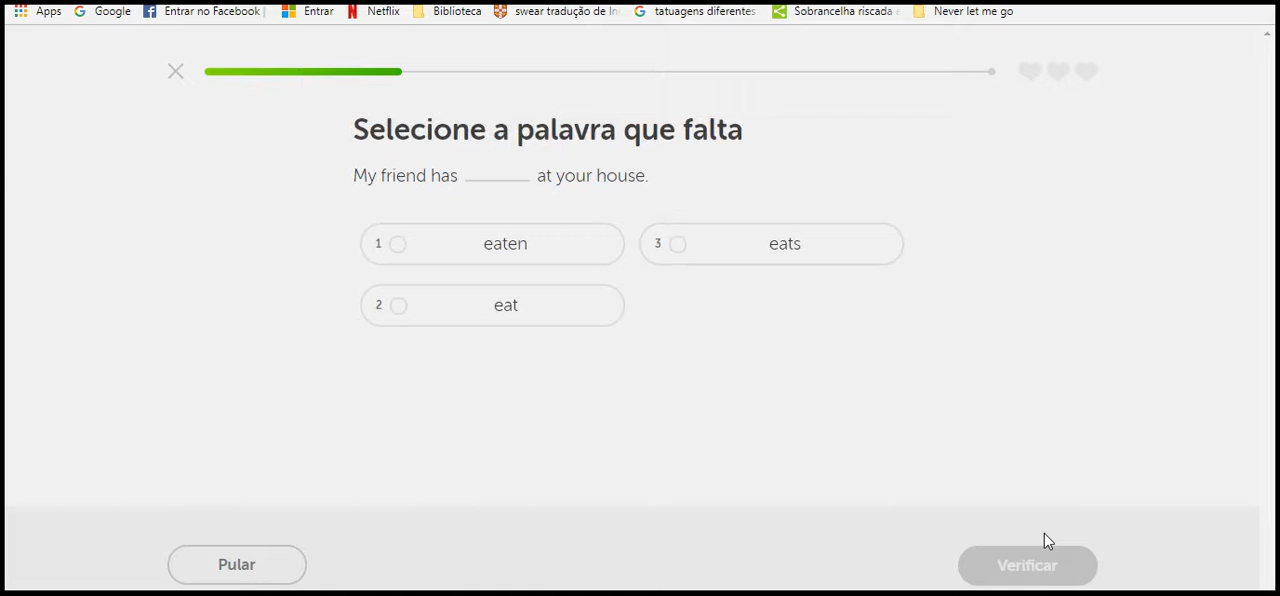 Apps Google Entrar no Facebook Entrar Netflix Biblioteca swear tradução de tatuagens diferentes Sobrancelha riscada Never let me go
Selecione a palavra que falta
My friend has ______ at your house.
1 eaten 3 eats
2 eat
Pular Verificar